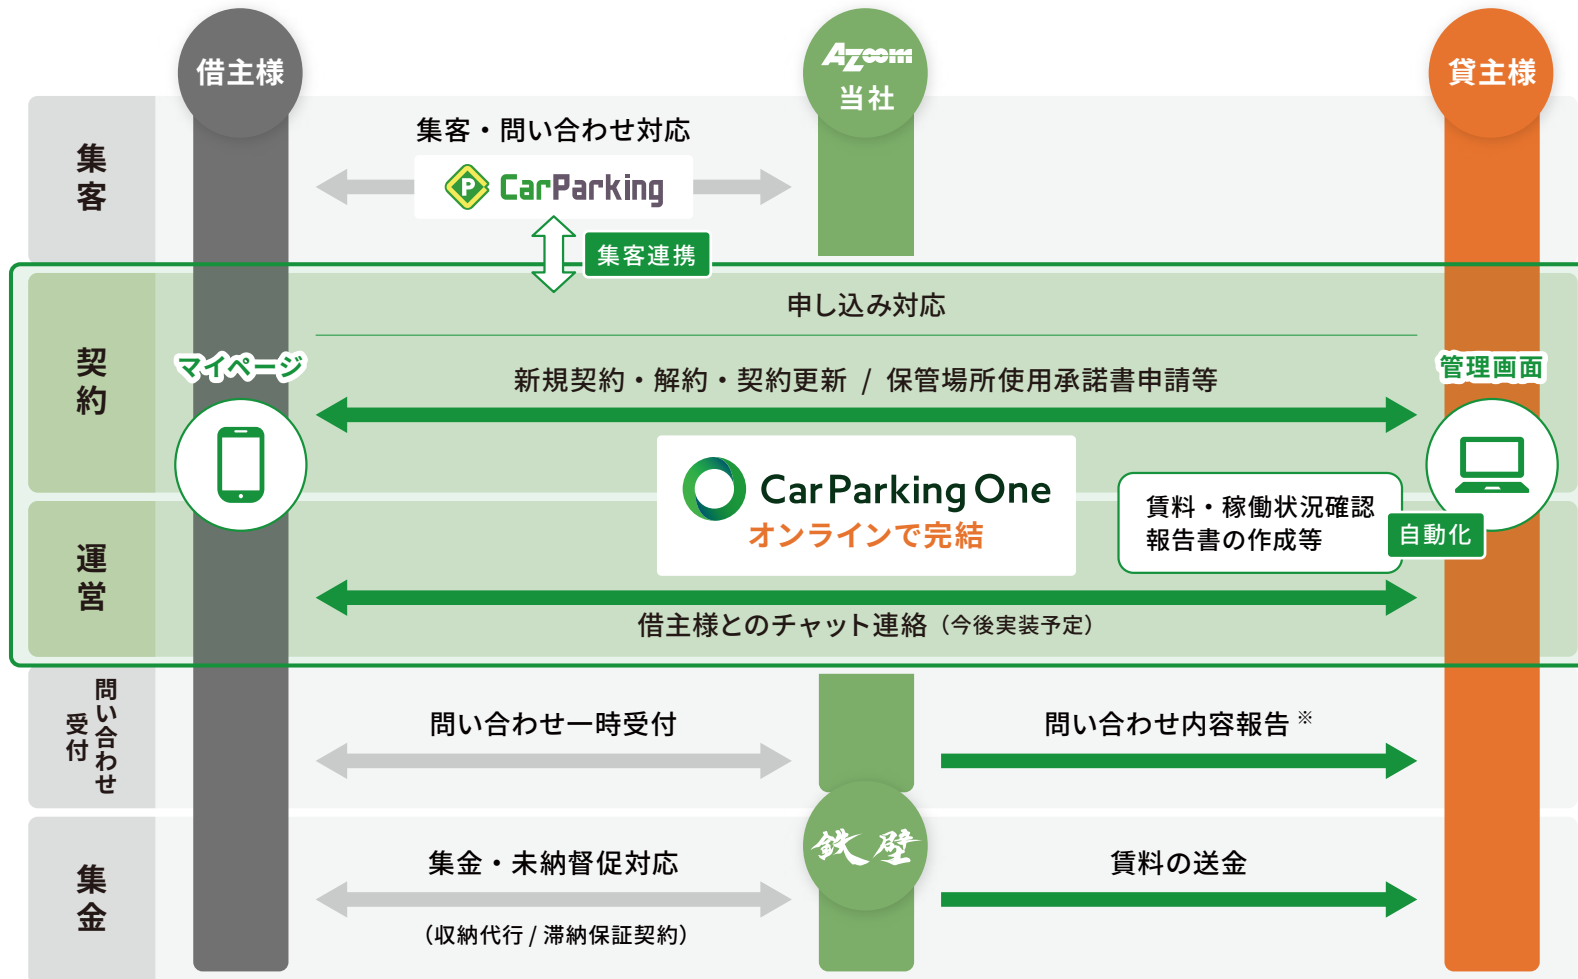 借主様
Azoom
当社
貸主様
集客
集客・問い合わせ対応
P CarParking
集客連携
契約
申し込み対応
マイページ
新規契約・解約・契約更新 / 保管場所使用承諾書申請等
管理画面
CarParking One
オンラインで完結
賃料・稼働状況確認
報告書の作成等
自動化
運営
借主様とのチャット連絡（今後実装予定）
問い合わせ
受付
問い合わせ一時受付
問い合わせ内容報告※
鉄壁
集金
集金・未納督促対応
（収納代行 / 滞納保証契約）
賃料の送金